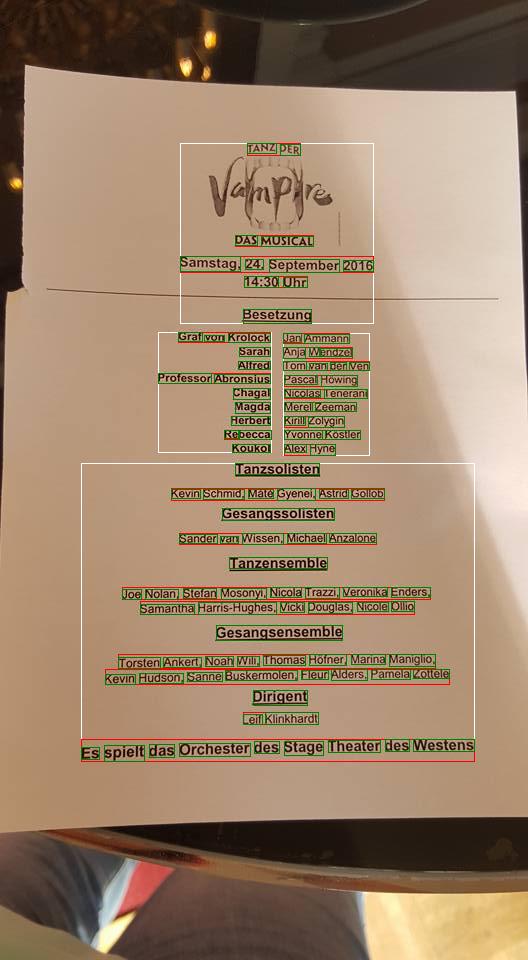 TANZ DER
Vampire
DAS MUSICAL
Samstag, 24. September 2016
14:30 Uhr
Besetzung
Graf von Krolock Jan Ammann
Sarah Anja Wendzel
Alfred Tom van der Ven
Professor Abronsius Pascal Höwing
Chagal Nicolas Tenerani
Magda Merel Zeeman
Herbert Kirill Zolygin
Rebecca Yvonne Köstler
Koukol Alex Hyne
Tanzsolisten
Kevin Schmid, Máté Gyenei, Astrid Gollob
Gesangssolisten
Sander van Wissen, Michael Anzalone
Tanzensemble
Joe Nolan, Stefan Mosonyi, Nicola Trazzi, Veronika Enders,
Samantha Harris-Hughes, Vicki Douglas, Nicole Ollio
Gesangsensemble
Torsten Ankert, Noah Wili, Thomas Höfner, Marina Maniglio,
Kevin Hudson, Sanne Buskermolen, Fleur Alders, Pamela Zottele
Dirigent
Leif Klinkhardt
Es spielt das Orchester des Stage Theater des Westens